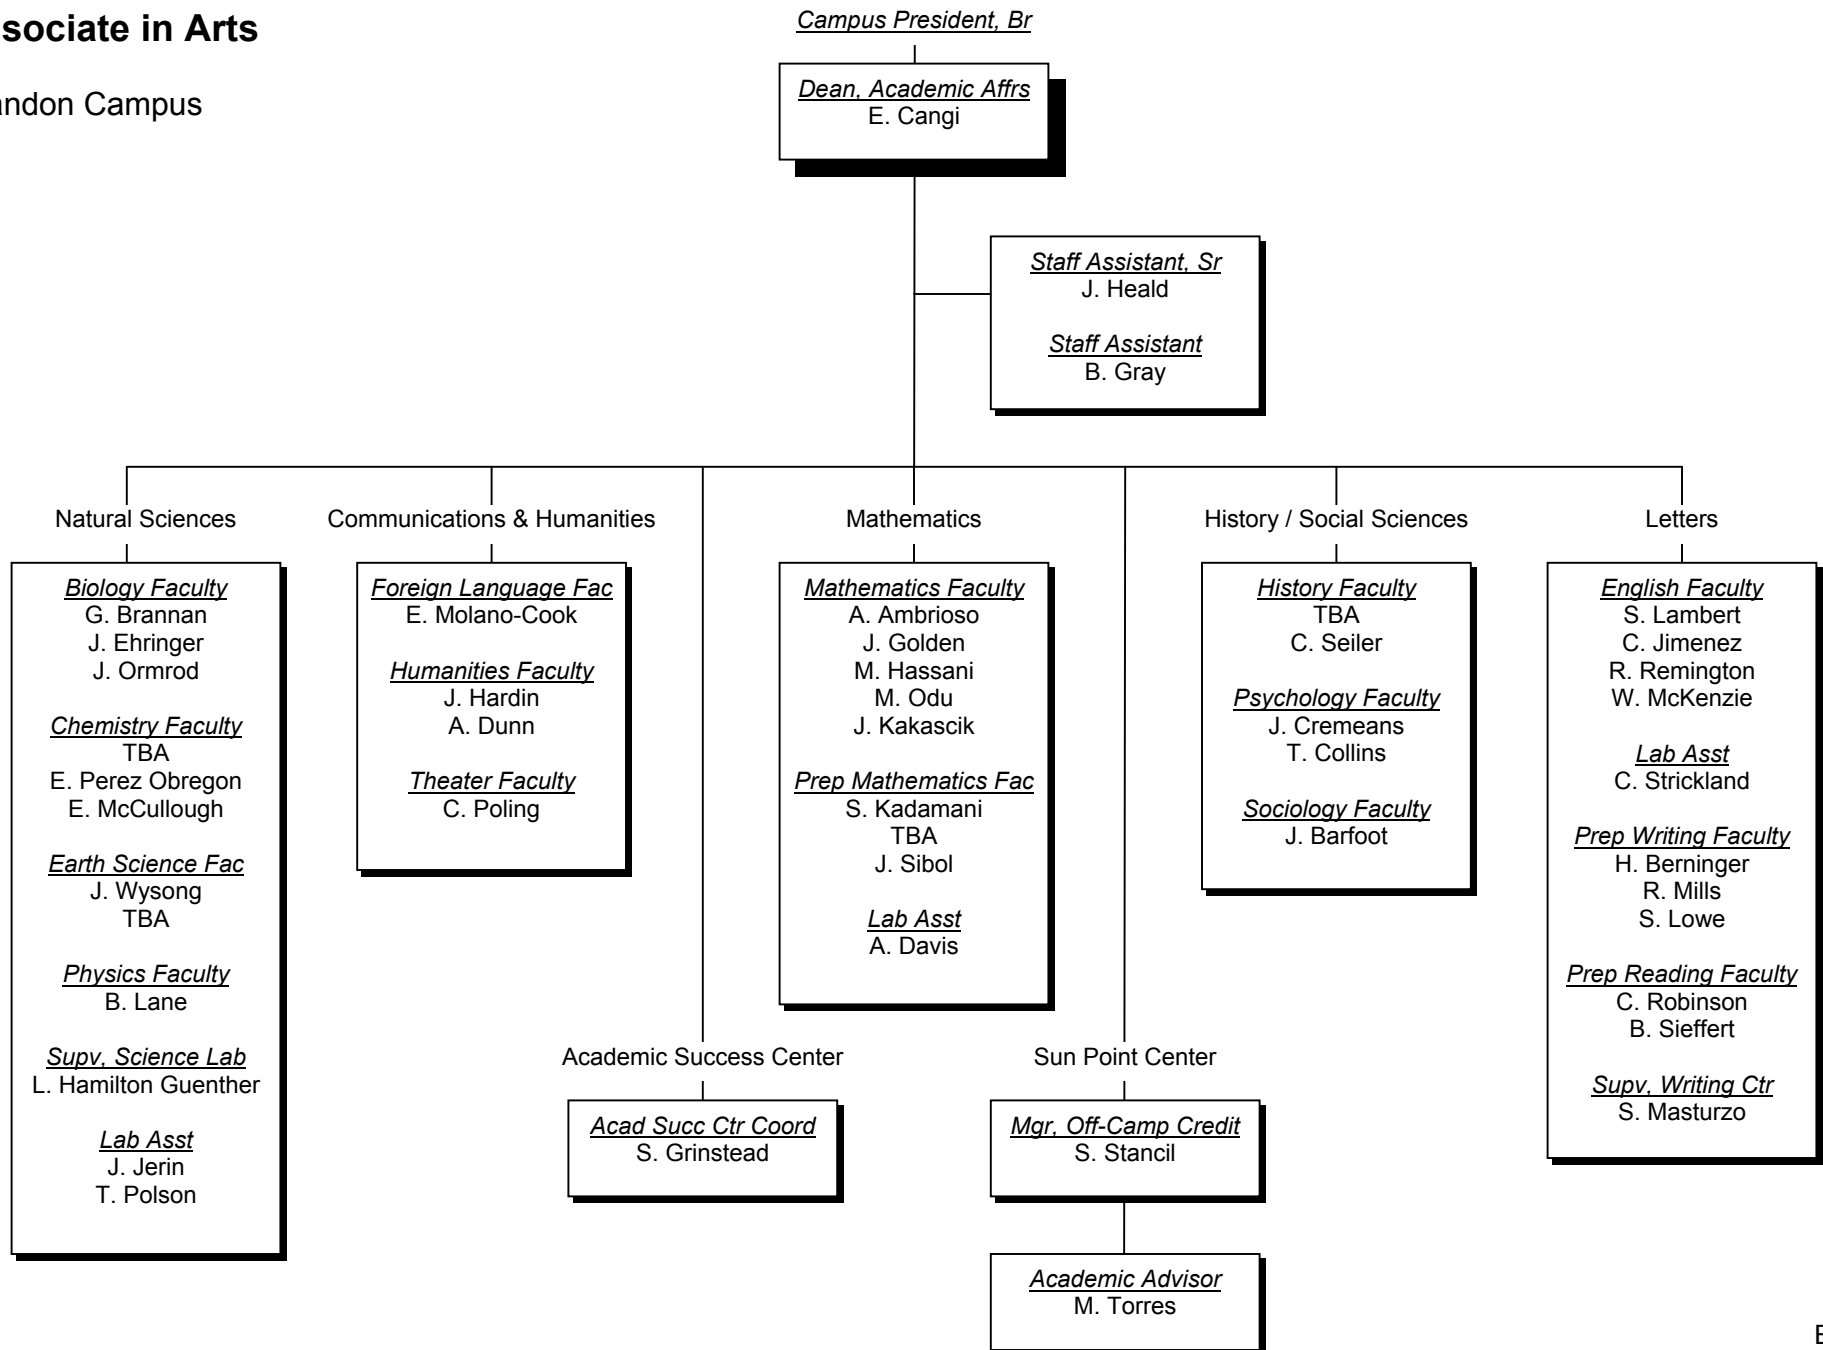 sociate in Arts
ndon Campus
Campus President, Br
Dean, Academic Affrs
E. Cangi
Staff Assistant, Sr
J. Heald
Staff Assistant
B. Gray
Natural Sciences
Biology Faculty
G. Brannan
J. Ehringer
J. Ormrod
Chemistry Faculty
TBA
E. Perez Obregon
E. McCullough
Earth Science Fac
J. Wysong
TBA
Physics Faculty
B. Lane
Supv, Science Lab
L. Hamilton Guenther
Lab Asst
J. Jerin
T. Polson
Communications & Humanities
Foreign Language Fac
E. Molano-Cook
Humanities Faculty
J. Hardin
A. Dunn
Theater Faculty
C. Poling
Academic Success Center
Acad Succ Ctr Coord
S. Grinstead
Mathematics
Mathematics Faculty
A. Ambrioso
J. Golden
M. Hassani
M. Odu
J. Kakascik
Prep Mathematics Fac
S. Kadamani
TBA
J. Sibol
Lab Asst
A. Davis
Sun Point Center
Mgr, Off-Camp Credit
S. Stancil
Academic Advisor
M. Torres
History / Social Sciences
History Faculty
TBA
C. Seiler
Psychology Faculty
J. Cremeans
T. Collins
Sociology Faculty
J. Barfoot
Letters
English Faculty
S. Lambert
C. Jimenez
R. Remington
W. McKenzie
Lab Asst
C. Strickland
Prep Writing Faculty
H. Berninger
R. Mills
S. Lowe
Prep Reading Faculty
C. Robinson
B. Sieffert
Supv, Writing Ctr
S. Masturzo